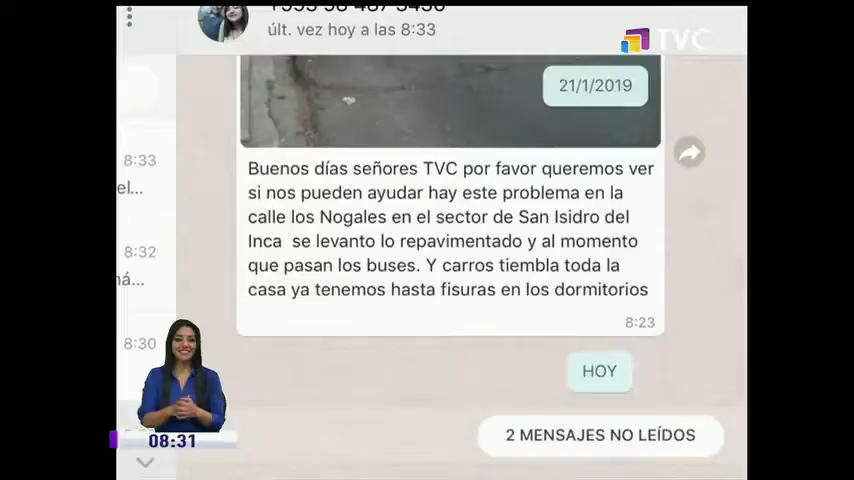 últ. vez hoy a las 8:33
TVC
21/1/2019
8:33
el...
Buenos días señores TVC por favor queremos ver
si nos pueden ayudar hay este problema en la
calle los Nogales en el sector de San Isidro del
Inca se levanto lo repavimentado y al momento
que pasan los buses. Y carros tiembla toda la
casa ya tenemos hasta fisuras en los dormitorios
8:23
8:32
ná...
8:30
HOY
2 MENSAJES NO LEÍDOS
08:31